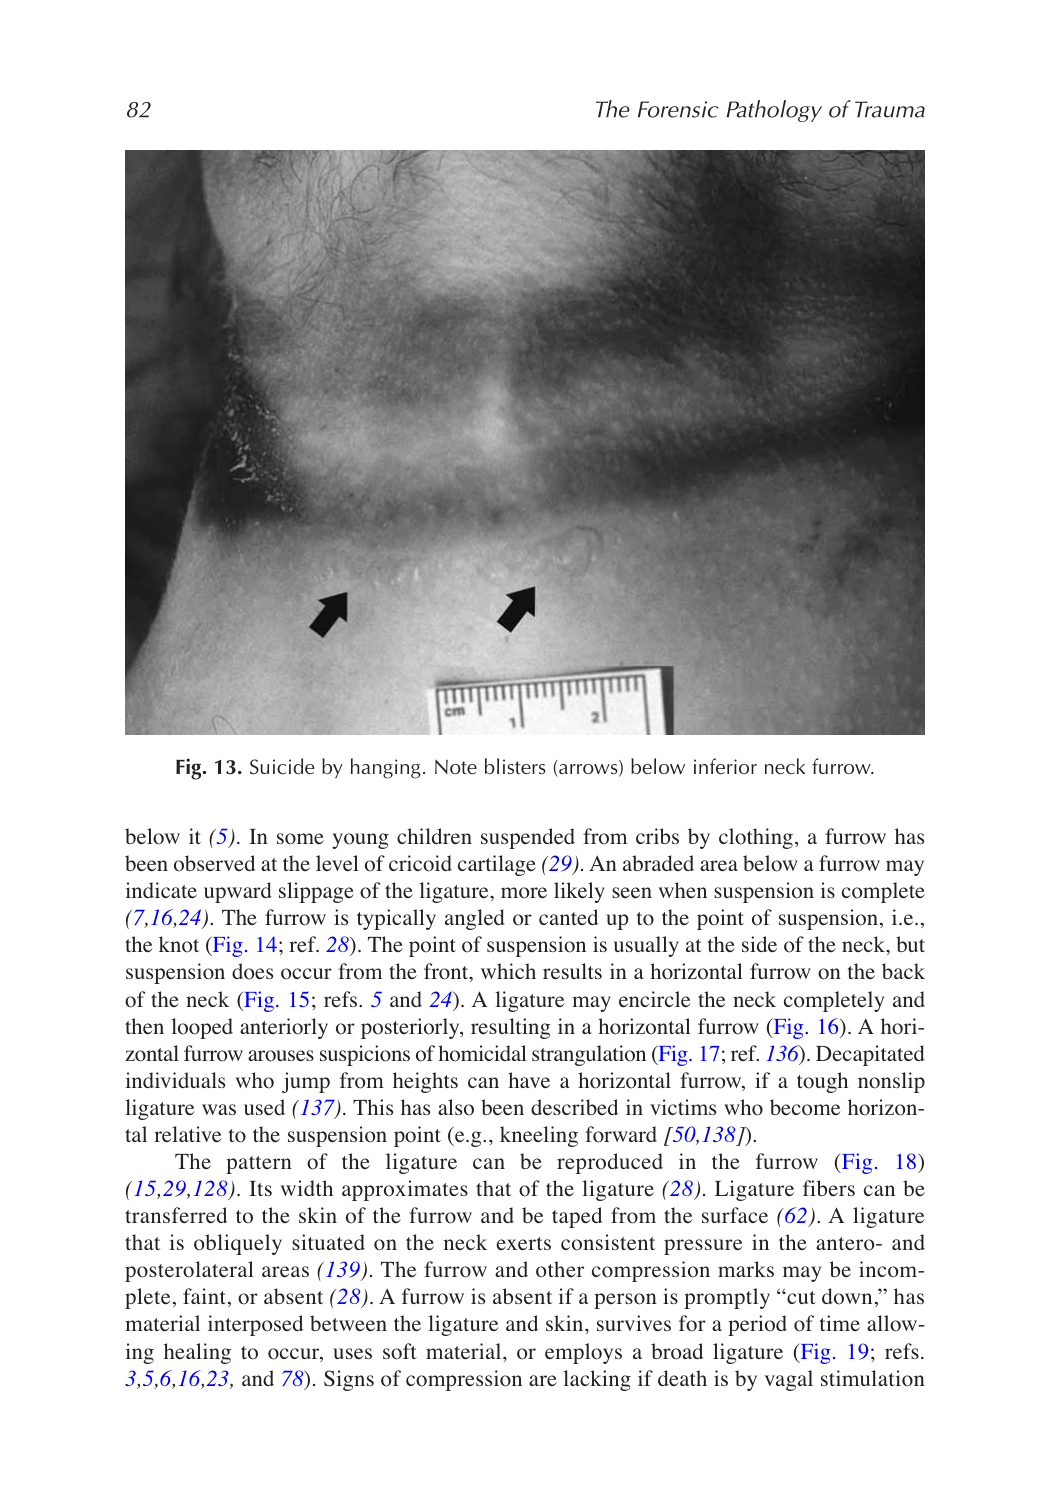 82
The Forensic Pathology of Trauma
cm
1
2
Fig. 13. Suicide by hanging. Note blisters (arrows) below inferior neck furrow.
below it (5). In some young children suspended from cribs by clothing, a furrow has
been observed at the level of cricoid cartilage (29). An abraded area below a furrow may
indicate upward slippage of the ligature, more likely seen when suspension is complete
(7,16,24). The furrow is typically angled or canted up to the point of suspension, i.e.,
the knot (Fig. 14; ref. 28). The point of suspension is usually at the side of the neck, but
suspension does occur from the front, which results in a horizontal furrow on the back
of the neck (Fig. 15; refs. 5 and 24). A ligature may encircle the neck completely and
then looped anteriorly or posteriorly, resulting in a horizontal furrow (Fig. 16). A hori-
zontal furrow arouses suspicions of homicidal strangulation (Fig. 17; ref. 136). Decapitated
individuals who jump from heights can have a horizontal furrow, if a tough nonslip
ligature was used (137). This has also been described in victims who become horizon-
tal relative to the suspension point (e.g., kneeling forward [50,138]).
The pattern of the ligature can be reproduced in the furrow (Fig. 18)
(15,29,128). Its width approximates that of the ligature (28). Ligature fibers can be
transferred to the skin of the furrow and be taped from the surface (62). A ligature
that is obliquely situated on the neck exerts consistent pressure in the antero- and
posterolateral areas (139). The furrow and other compression marks may be incom-
plete, faint, or absent (28). A furrow is absent if a person is promptly “cut down,” has
material interposed between the ligature and skin, survives for a period of time allow-
ing healing to occur, uses soft material, or employs a broad ligature (Fig. 19; refs.
3,5,6,16,23, and 78). Signs of compression are lacking if death is by vagal stimulation